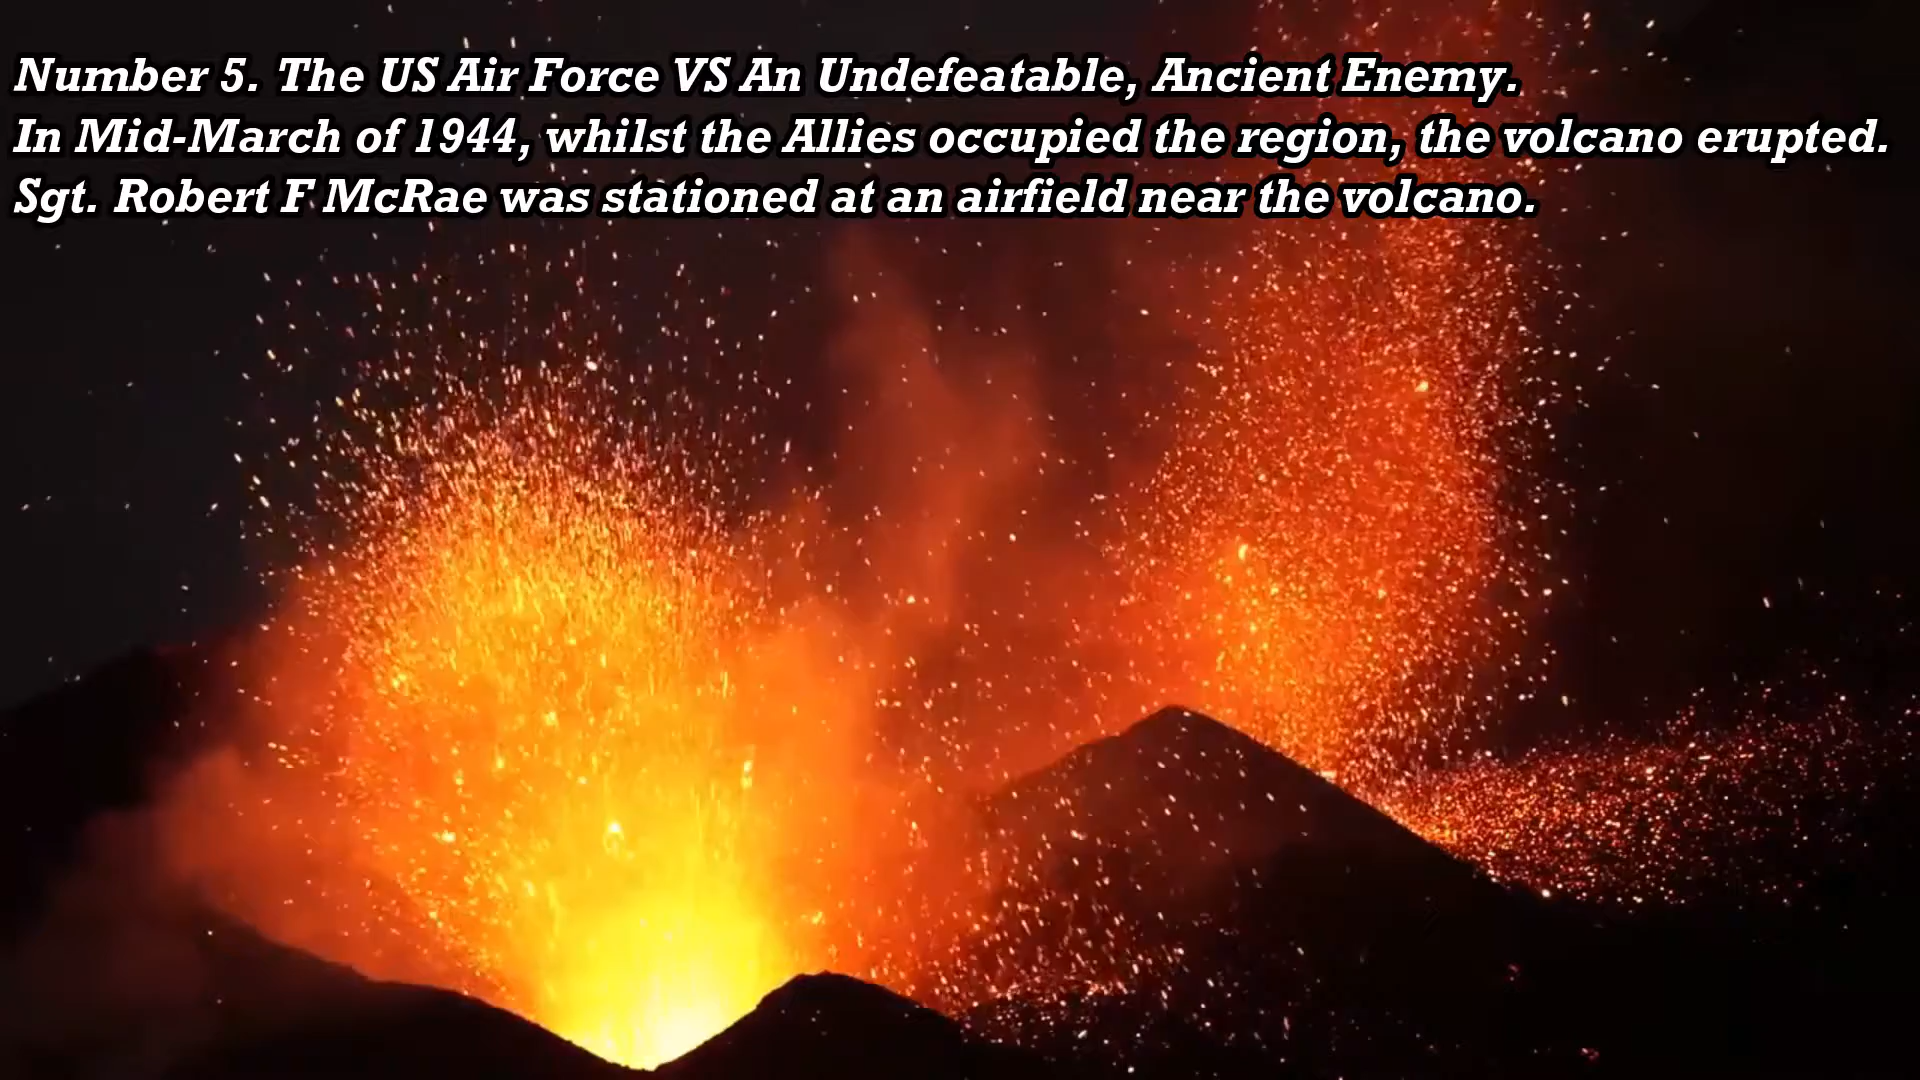 Number 5. The US Air Force VS An Undefeatable, Ancient Enemy.
In Mid-March of 1944, whilst the Allies occupied the region, the volcano erupted.
Sgt. Robert F McRae was stationed at an airfield near the volcano.